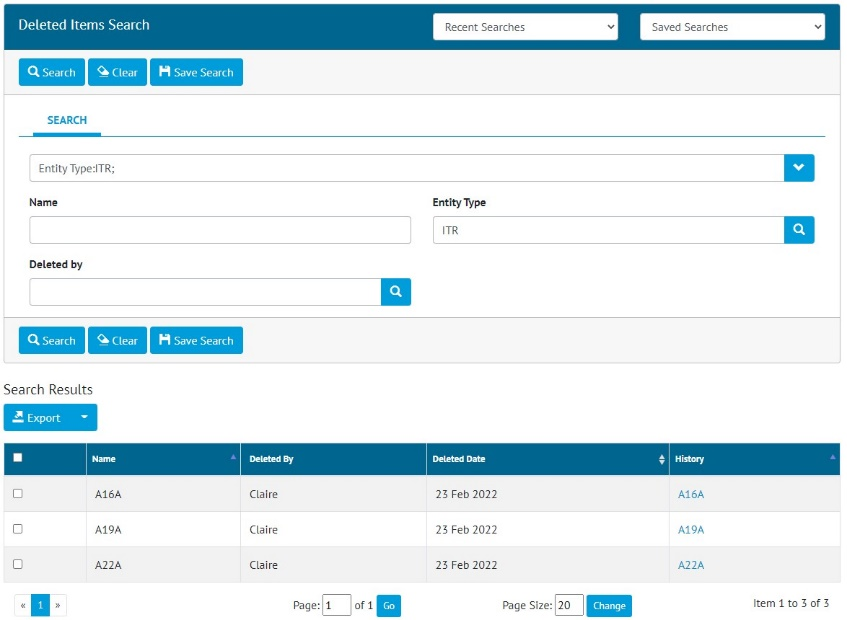 Deleted Items Search
Recent Searches
Saved Searches
Search Clear Save Search
SEARCH
Entity Type:ITR;
Name
Entity Type
ITR
Deleted by
Search Clear Save Search
Search Results
Export
Name Deleted By Deleted Date History
A16A Claire 23 Feb 2022 A16A
A19A Claire 23 Feb 2022 A19A
A22A Claire 23 Feb 2022 A22A
« 1 » Page: 1 of 1 Go Page Size: 20 Change Item 1 to 3 of 3